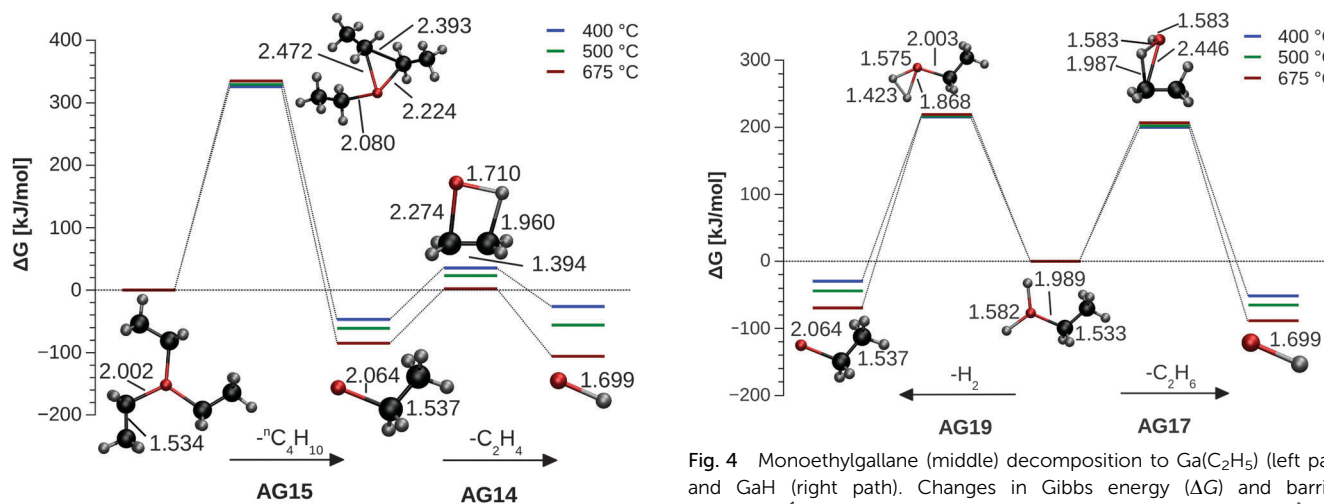 400
300
200
100
0
−100
−200
ΔG [kJ/mol]
400 °C
500 °C
675 °C
2.393
2.472
2.224
2.080
1.710
2.274
1.960
1.394
2.002
1.534
2.064
1.537
1.699
-ⁿC₄H₁₀
-C₂H₄
AG15
AG14
300
200
100
0
−100
−200
ΔG [kJ/mol]
400 °C
500 °C
675 °C
2.003
1.575
1.423
1.868
1.583
1.583
2.446
1.987
1.989
1.582
1.533
2.064
1.537
1.699
-H₂
-C₂H₆
AG19
AG17
Fig. 4 Monoethylgallane (middle) decomposition to Ga(C₂H₅) (left pa
and GaH (right path). Changes in Gibbs energy (ΔG) and barri